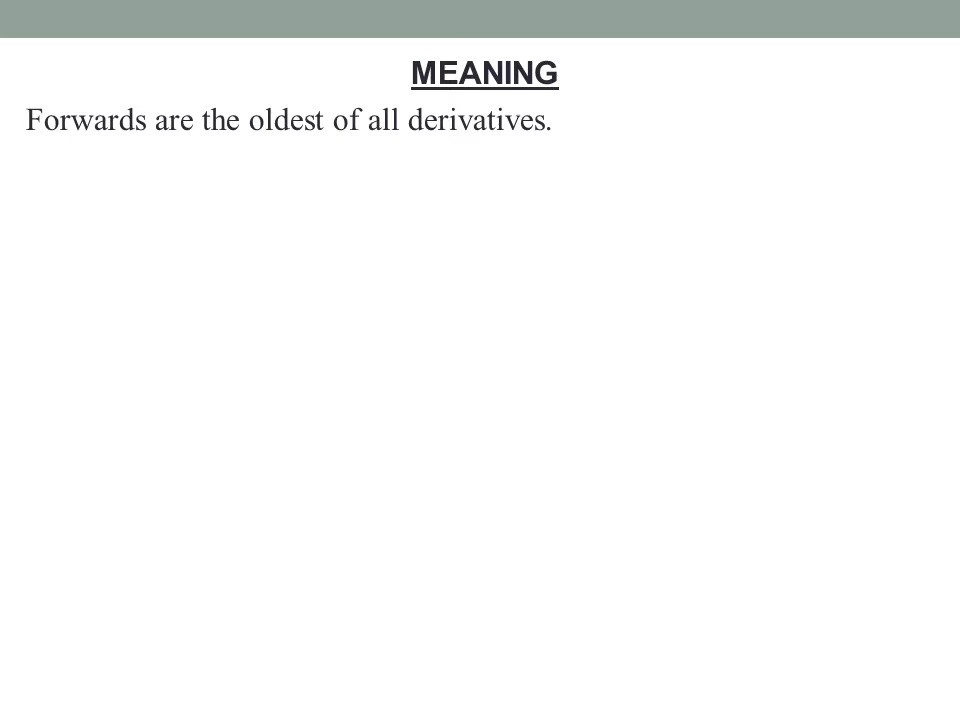 MEANING
Forwards are the oldest of all derivatives.